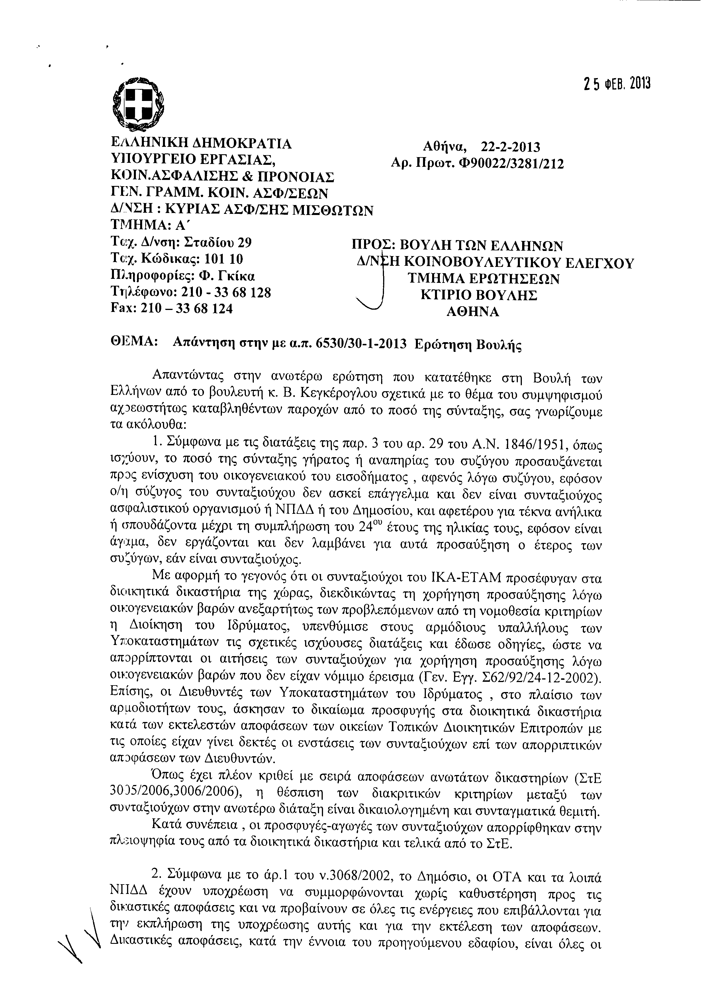 25 ΦΕΒ. 2013
ΕΛΛΗΝΙΚΗ ΔΗΜΟΚΡΑΤΙΑ
ΥΠΟΥΡΓΕΙΟ ΕΡΓΑΣΙΑΣ,
ΚΟΙΝ.ΑΣΦΑΛΙΣΗΣ & ΠΡΟΝΟΙΑΣ
ΓΕΝ. ΓΡΑΜΜ. ΚΟΙΝ. ΑΣΦ/ΣΕΩΝ
Δ/ΝΣΗ : ΚΥΡΙΑΣ ΑΣΦ/ΣΗΣ ΜΙΣΘΩΤΩΝ
ΤΜΗΜΑ: Α΄
Ταχ. Δ/νση: Σταδίου 29
Ταχ. Κώδικας: 101 10
Πληροφορίες: Φ. Γκίκα
Τηλέφωνο: 210 - 33 68 128
Fax: 210 – 33 68 124
Αθήνα, 22-2-2013
Αρ. Πρωτ. Φ90022/3281/212
ΠΡΟΣ: ΒΟΥΛΗ ΤΩΝ ΕΛΛΗΝΩΝ
Δ/ΝΣΗ ΚΟΙΝΟΒΟΥΛΕΥΤΙΚΟΥ ΕΛΕΓΧΟΥ
ΤΜΗΜΑ ΕΡΩΤΗΣΕΩΝ
ΚΤΙΡΙΟ ΒΟΥΛΗΣ
ΑΘΗΝΑ
ΘΕΜΑ: Απάντηση στην με α.π. 6530/30-1-2013 Ερώτηση Βουλής
Απαντώντας στην ανωτέρω ερώτηση που κατατέθηκε στη Βουλή των
Ελλήνων από το βουλευτή κ. Β. Κεγκέρογλου σχετικά με το θέμα του συμψηφισμού
αχρεωστήτως καταβληθέντων παροχών από το ποσό της σύνταξης, σας γνωρίζουμε
τα ακόλουθα:
1. Σύμφωνα με τις διατάξεις της παρ. 3 του αρ. 29 του Α.Ν. 1846/1951, όπως
ισχύουν, το ποσό της σύνταξης γήρατος ή αναπηρίας του συζύγου προσαυξάνεται
προς ενίσχυση του οικογενειακού του εισοδήματος , αφενός λόγω συζύγου, εφόσον
ο/η σύζυγος του συνταξιούχου δεν ασκεί επάγγελμα και δεν είναι συνταξιούχος
ασφαλιστικού οργανισμού ή ΝΠΔΔ ή του Δημοσίου, και αφετέρου για τέκνα ανήλικα
ή σπουδάζοντα μέχρι τη συμπλήρωση του 24ου έτους της ηλικίας τους, εφόσον είναι
άγαμα, δεν εργάζονται και δεν λαμβάνει για αυτά προσαύξηση ο έτερος των
συζύγων, εάν είναι συνταξιούχος.
Με αφορμή το γεγονός ότι οι συνταξιούχοι του ΙΚΑ-ΕΤΑΜ προσέφυγαν στα
διοικητικά δικαστήρια της χώρας, διεκδικώντας τη χορήγηση προσαύξησης λόγω
οικογενειακών βαρών ανεξαρτήτως των προβλεπόμενων από τη νομοθεσία κριτηρίων
η Διοίκηση του Ιδρύματος, υπενθύμισε στους αρμόδιους υπαλλήλους των
Υποκαταστημάτων τις σχετικές ισχύουσες διατάξεις και έδωσε οδηγίες, ώστε να
απορρίπτονται οι αιτήσεις των συνταξιούχων για χορήγηση προσαύξησης λόγω
οικογενειακών βαρών που δεν είχαν νόμιμο έρεισμα (Γεν. Εγγ. Σ62/92/24-12-2002).
Επίσης, οι Διευθυντές των Υποκαταστημάτων του Ιδρύματος , στο πλαίσιο των
αρμοδιοτήτων τους, άσκησαν το δικαίωμα προσφυγής στα διοικητικά δικαστήρια
κατά των εκτελεστών αποφάσεων των οικείων Τοπικών Διοικητικών Επιτροπών με
τις οποίες είχαν γίνει δεκτές οι ενστάσεις των συνταξιούχων επί των απορριπτικών
αποφάσεων των Διευθυντών.
Όπως έχει πλέον κριθεί με σειρά αποφάσεων ανωτάτων δικαστηρίων (ΣτΕ
3005/2006,3006/2006), η θέσπιση των διακριτικών κριτηρίων μεταξύ των
συνταξιούχων στην ανωτέρω διάταξη είναι δικαιολογημένη και συνταγματικά θεμιτή.
Κατά συνέπεια , οι προσφυγές-αγωγές των συνταξιούχων απορρίφθηκαν στην
πλειοψηφία τους από τα διοικητικά δικαστήρια και τελικά από το ΣτΕ.
2. Σύμφωνα με το άρ.1 του ν.3068/2002, το Δημόσιο, οι ΟΤΑ και τα λοιπά
ΝΠΔΔ έχουν υποχρέωση να συμμορφώνονται χωρίς καθυστέρηση προς τις
δικαστικές αποφάσεις και να προβαίνουν σε όλες τις ενέργειες που επιβάλλονται για
την εκπλήρωση της υποχρέωσης αυτής και για την εκτέλεση των αποφάσεων.
Δικαστικές αποφάσεις, κατά την έννοια του προηγούμενου εδαφίου, είναι όλες οι